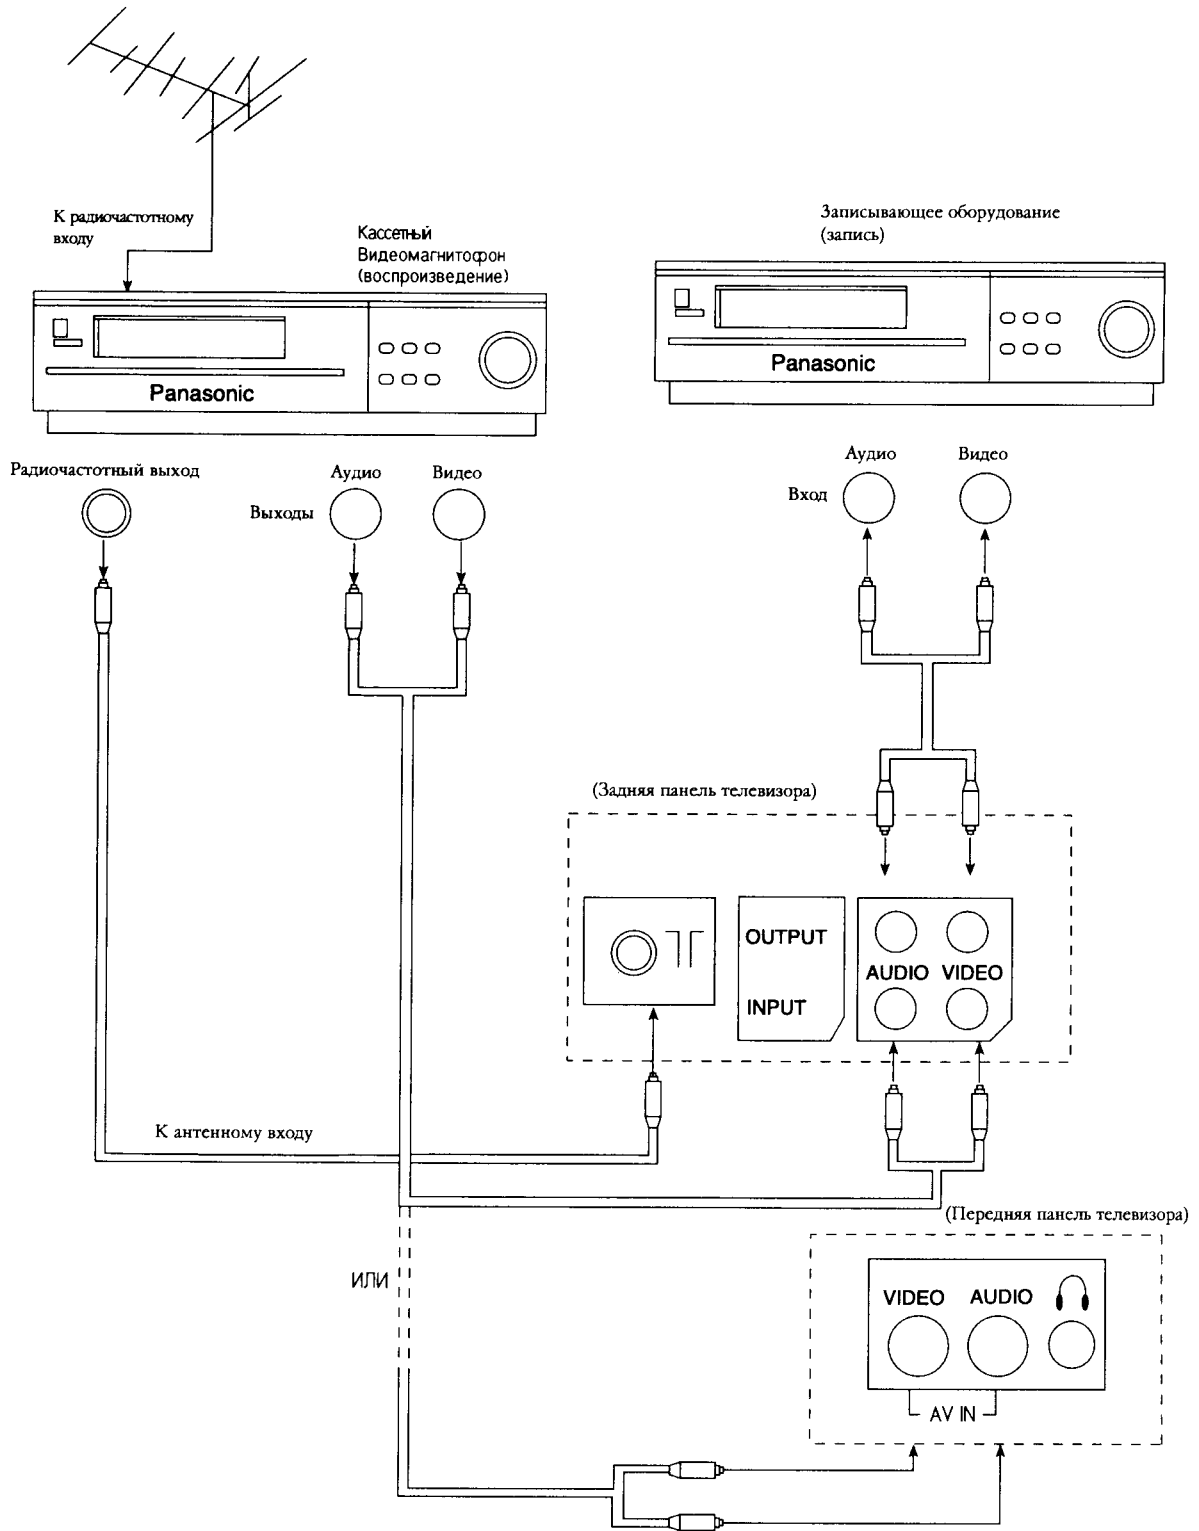 К радиочастотному
входу
Кассетный
Видеомагнитофон
(воспроизведение)
Записывающее оборудование
(запись)
Panasonic
Panasonic
Радиочастотный выход
Аудио
Видео
Выходы
Аудио
Видео
Вход
(Задняя панель телевизора)
OUTPUT
AUDIO VIDEO
INPUT
К антенному входу
(Передняя панель телевизора)
ИЛИ
VIDEO AUDIO
AV IN